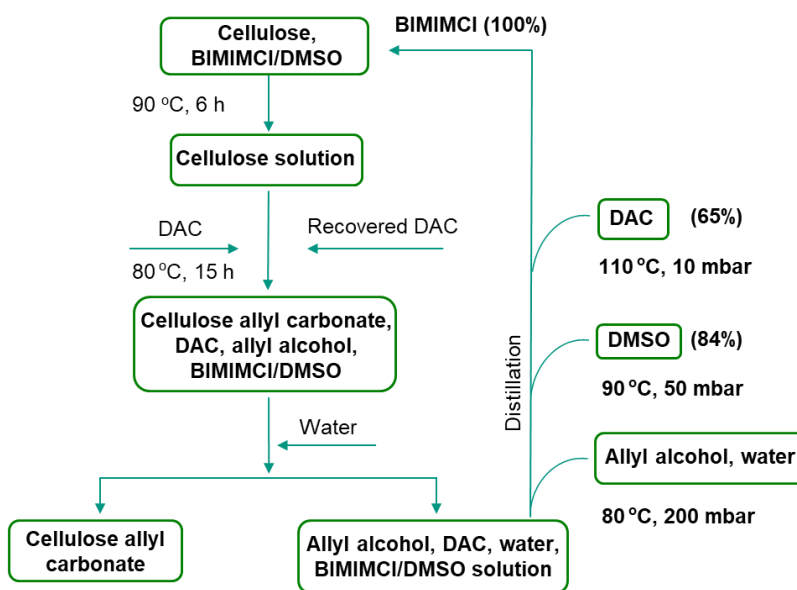 Cellulose,
BIMIMCl/DMSO
BIMIMCl (100%)
90 °C, 6 h
Cellulose solution
DAC
80 °C, 15 h
Recovered DAC
Cellulose allyl carbonate,
DAC, allyl alcohol,
BIMIMCl/DMSO
Water
Cellulose allyl
carbonate
Allyl alcohol, DAC, water,
BIMIMCl/DMSO solution
Distillation
DAC (65%)
110 °C, 10 mbar
DMSO (84%)
90 °C, 50 mbar
Allyl alcohol, water
80 °C, 200 mbar